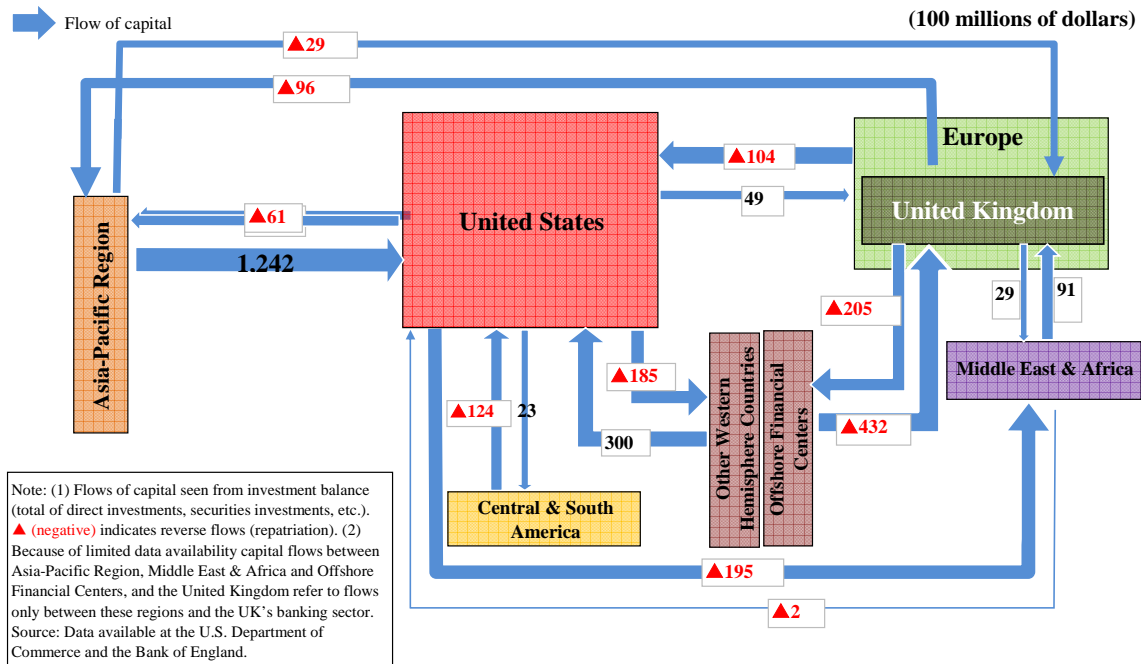 Flow of capital
(100 millions of dollars)
▲29
▲96
Europe
▲104
United Kingdom
49
▲61
United States
1.242
Asia-Pacific Region
29
91
▲205
Middle East & Africa
▲185
▲124
23
Other Western
Hemisphere Countries
Offshore Financial
Centers
▲432
300
Central & South
America
▲195
▲2
Note: (1) Flows of capital seen from investment balance
(total of direct investments, securities investments, etc.).
▲ (negative) indicates reverse flows (repatriation). (2)
Because of limited data availability capital flows between
Asia-Pacific Region, Middle East & Africa and Offshore
Financial Centers, and the United Kingdom refer to flows
only between these regions and the UK's banking sector.
Source: Data available at the U.S. Department of
Commerce and the Bank of England.